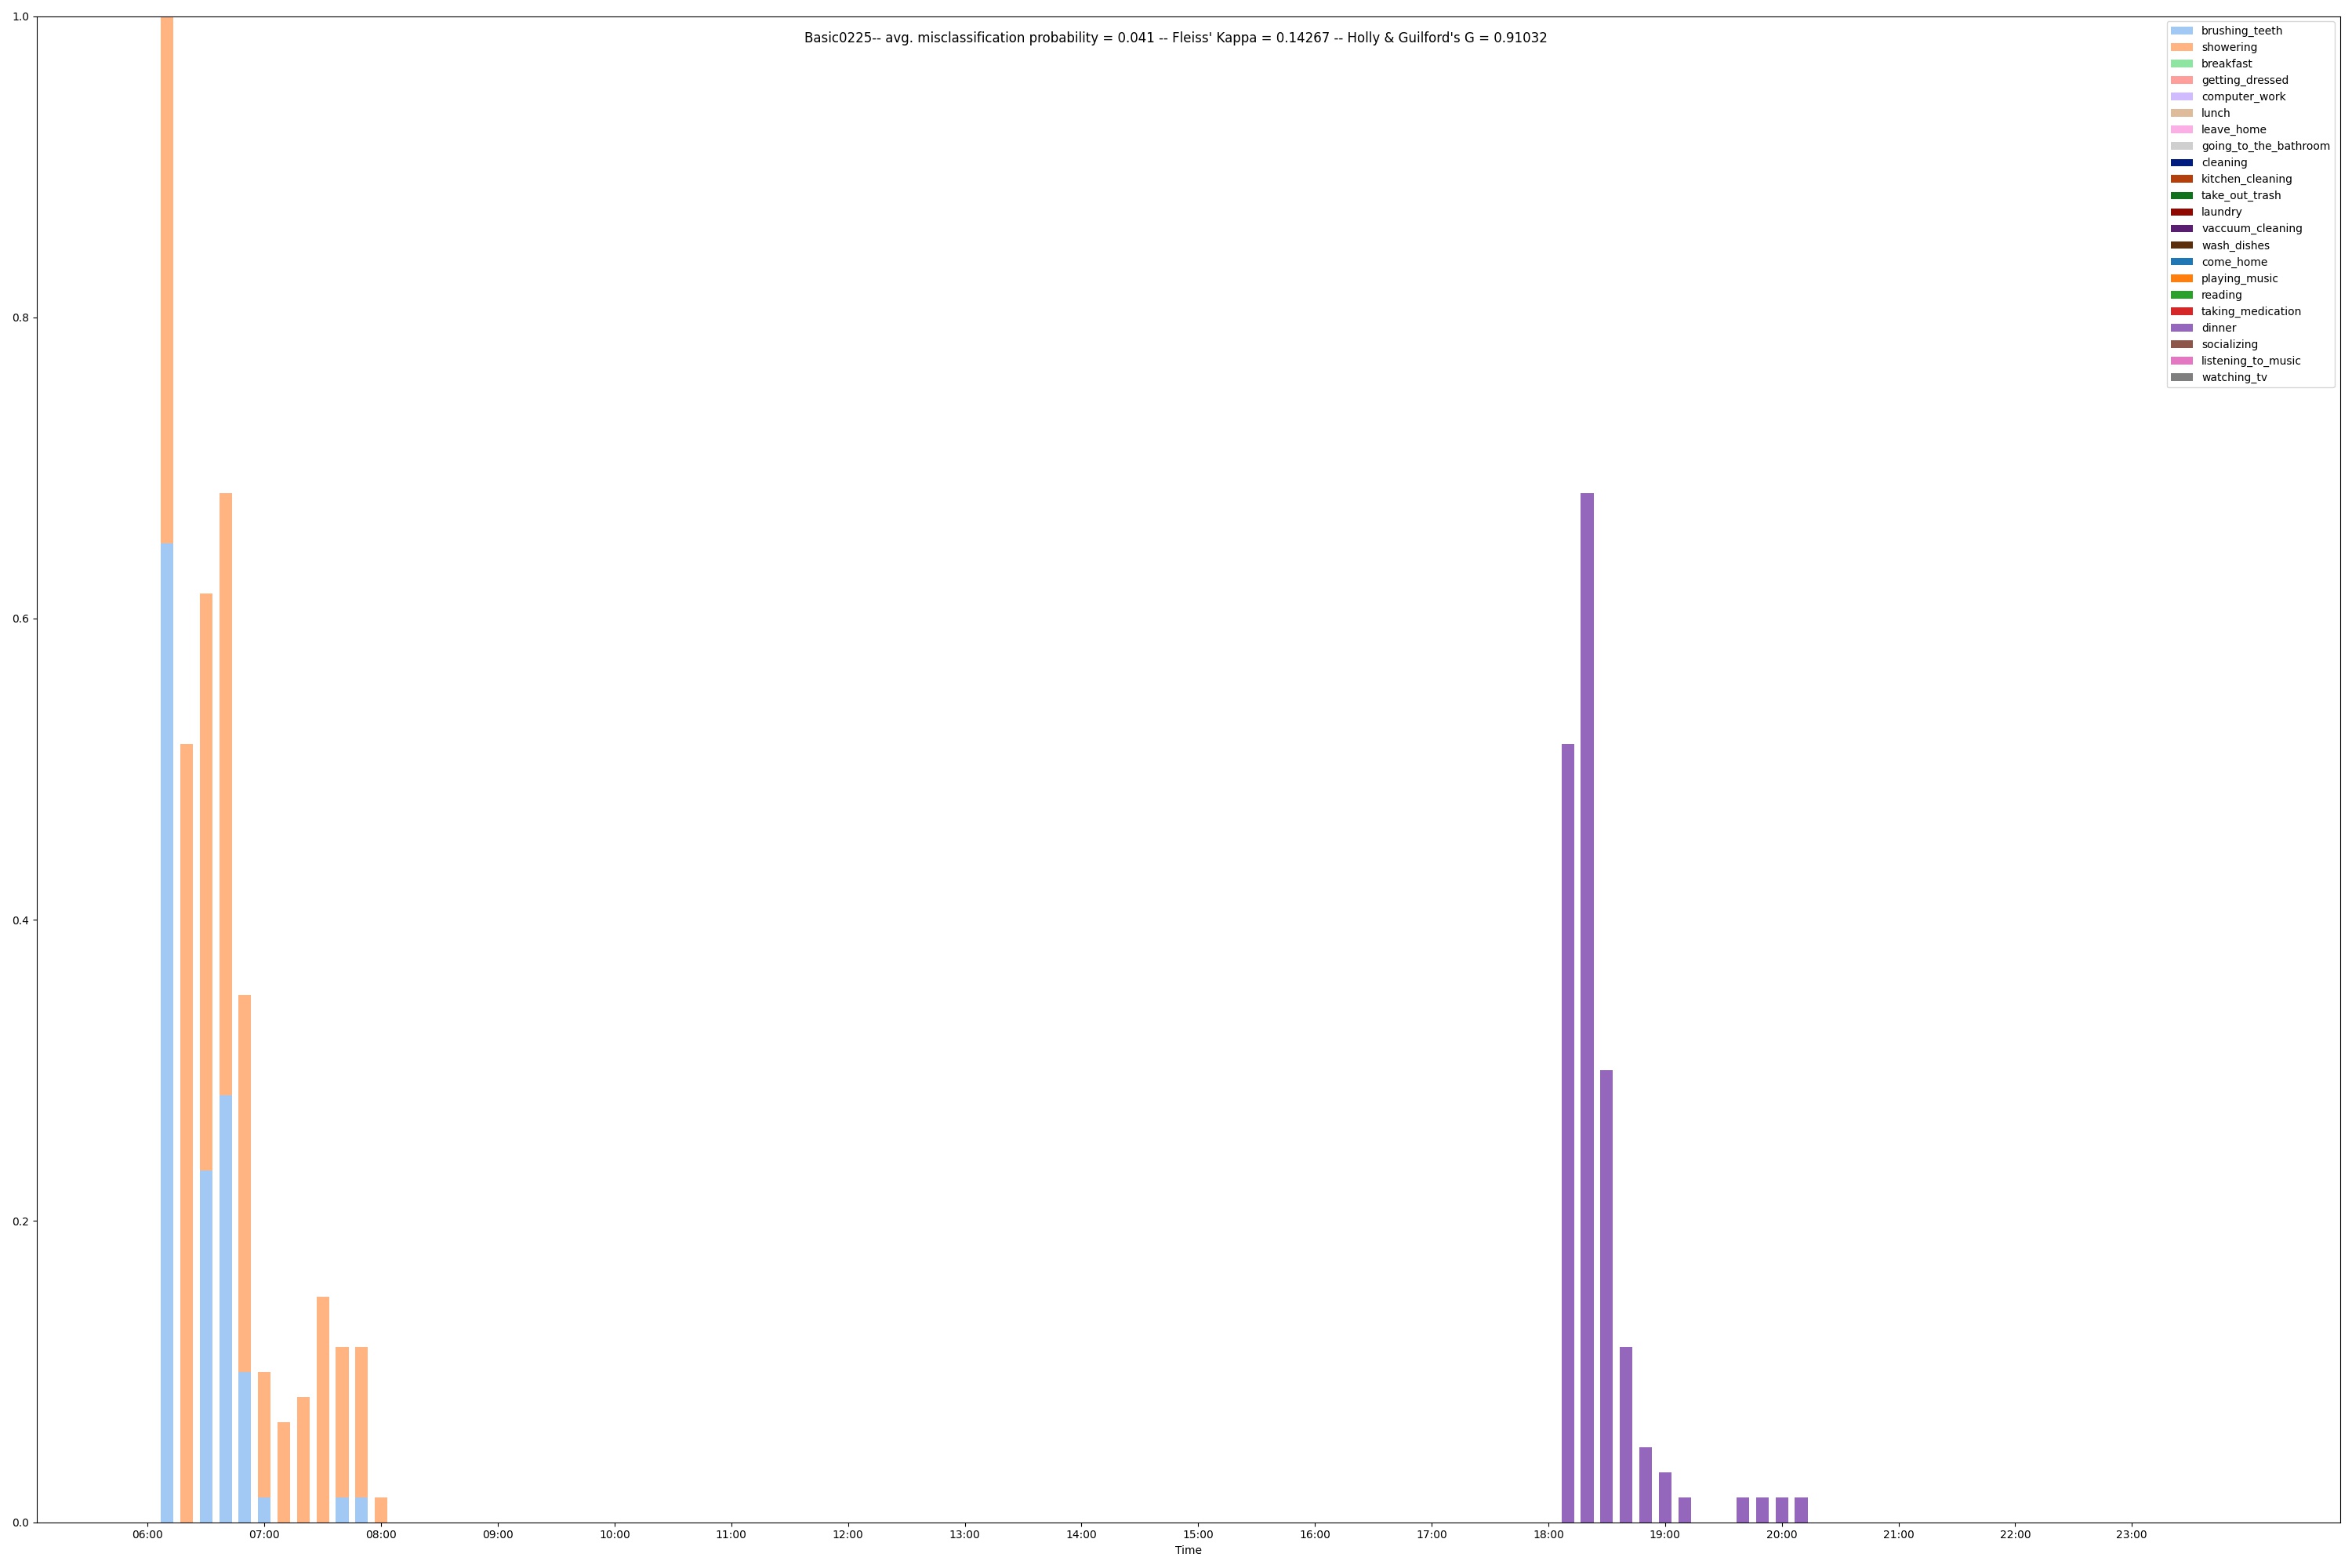 Basic0225-- avg. misclassification probability = 0.041 -- Fleiss' Kappa = 0.14267 -- Holly & Guilford's G = 0.91032
brushing_teeth
showering
breakfast
getting_dressed
computer_work
lunch
leave_home
going_to_the_bathroom
cleaning
kitchen_cleaning
take_out_trash
laundry
vaccuum_cleaning
wash_dishes
come_home
playing_music
reading
taking_medication
dinner
socializing
listening_to_music
watching_tv
1.0
0.8
0.6
0.4
0.2
0.0
06:00 07:00 08:00 09:00 10:00 11:00 12:00 13:00 14:00 15:00 16:00 17:00 18:00 19:00 20:00 21:00 22:00 23:00
Time